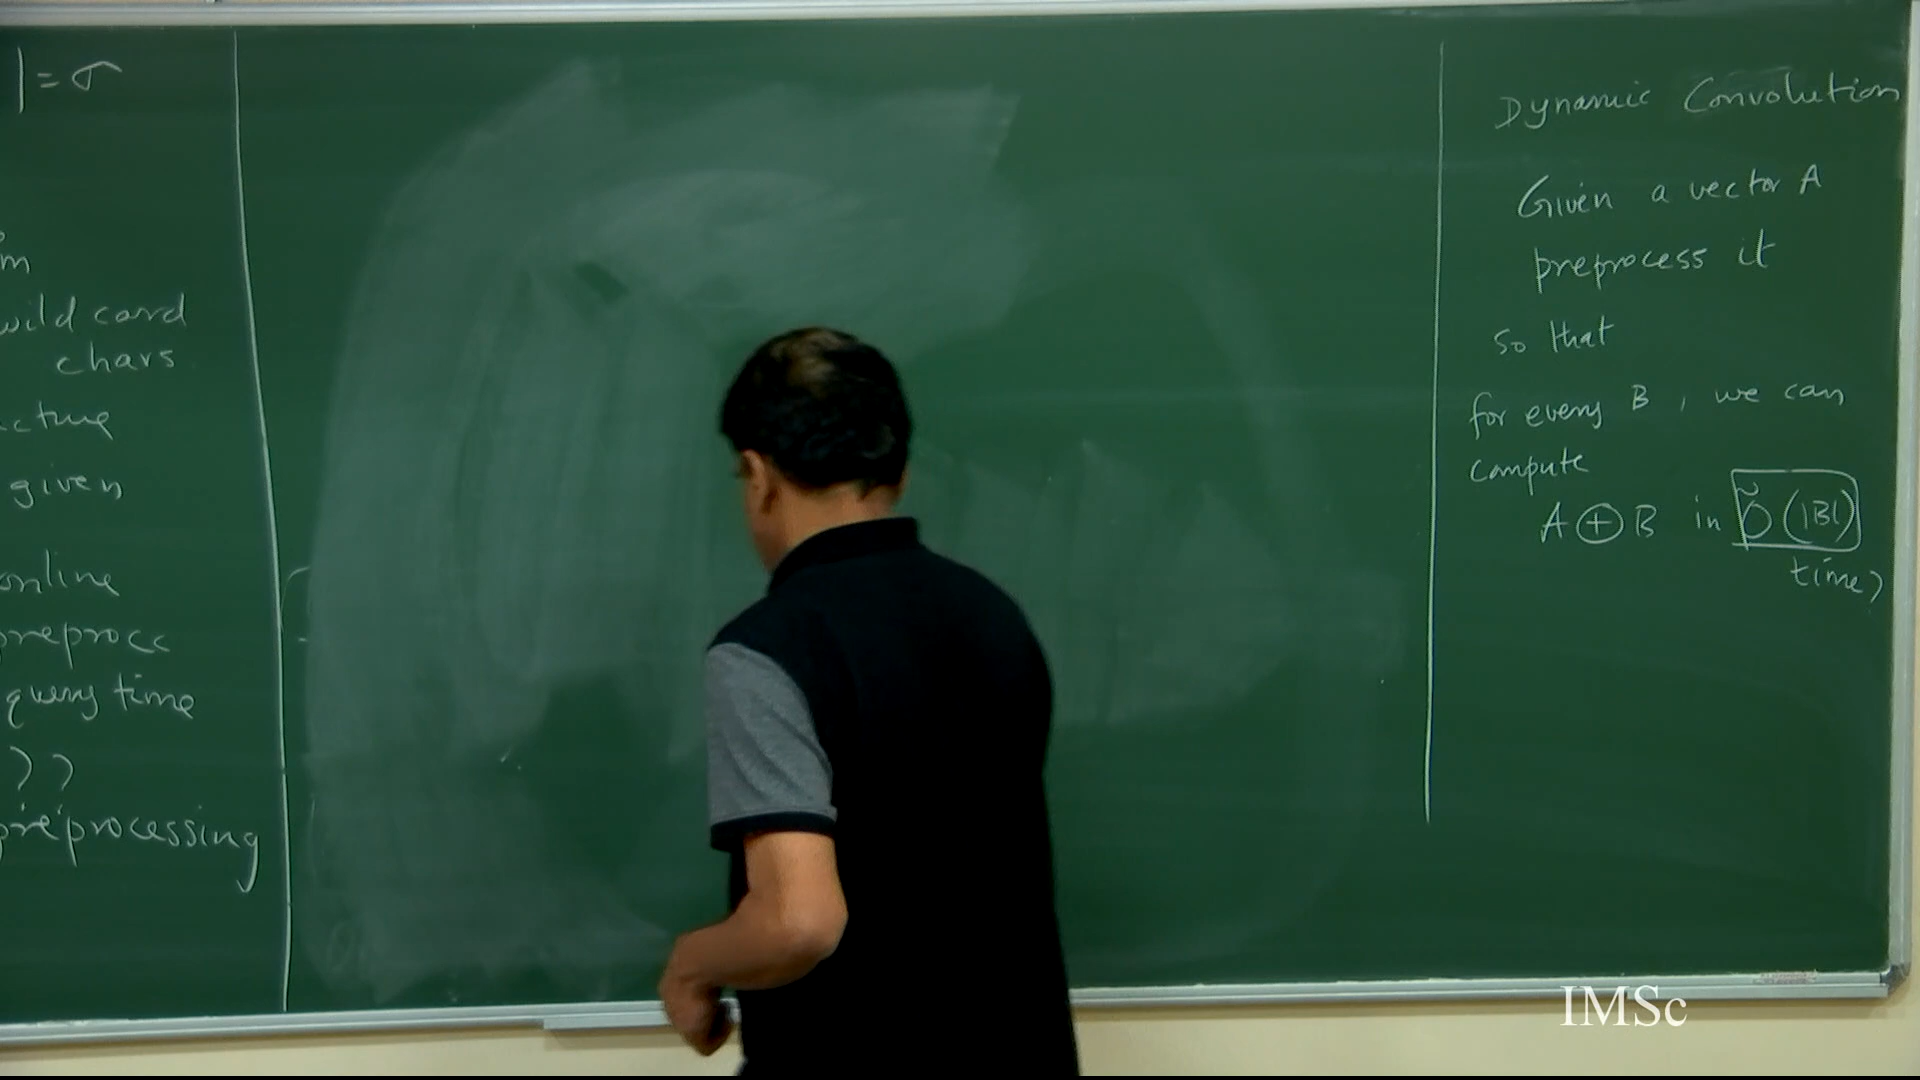 | = σ
m
wild card
chars.
cture
given
online
preprocc
query time
))
preprocessing
Dynamic Convolution
Given a vector A
preprocess it
so that
for every B, we can
compute
A ⊕ B in Õ(|B|)
time)
IMSc